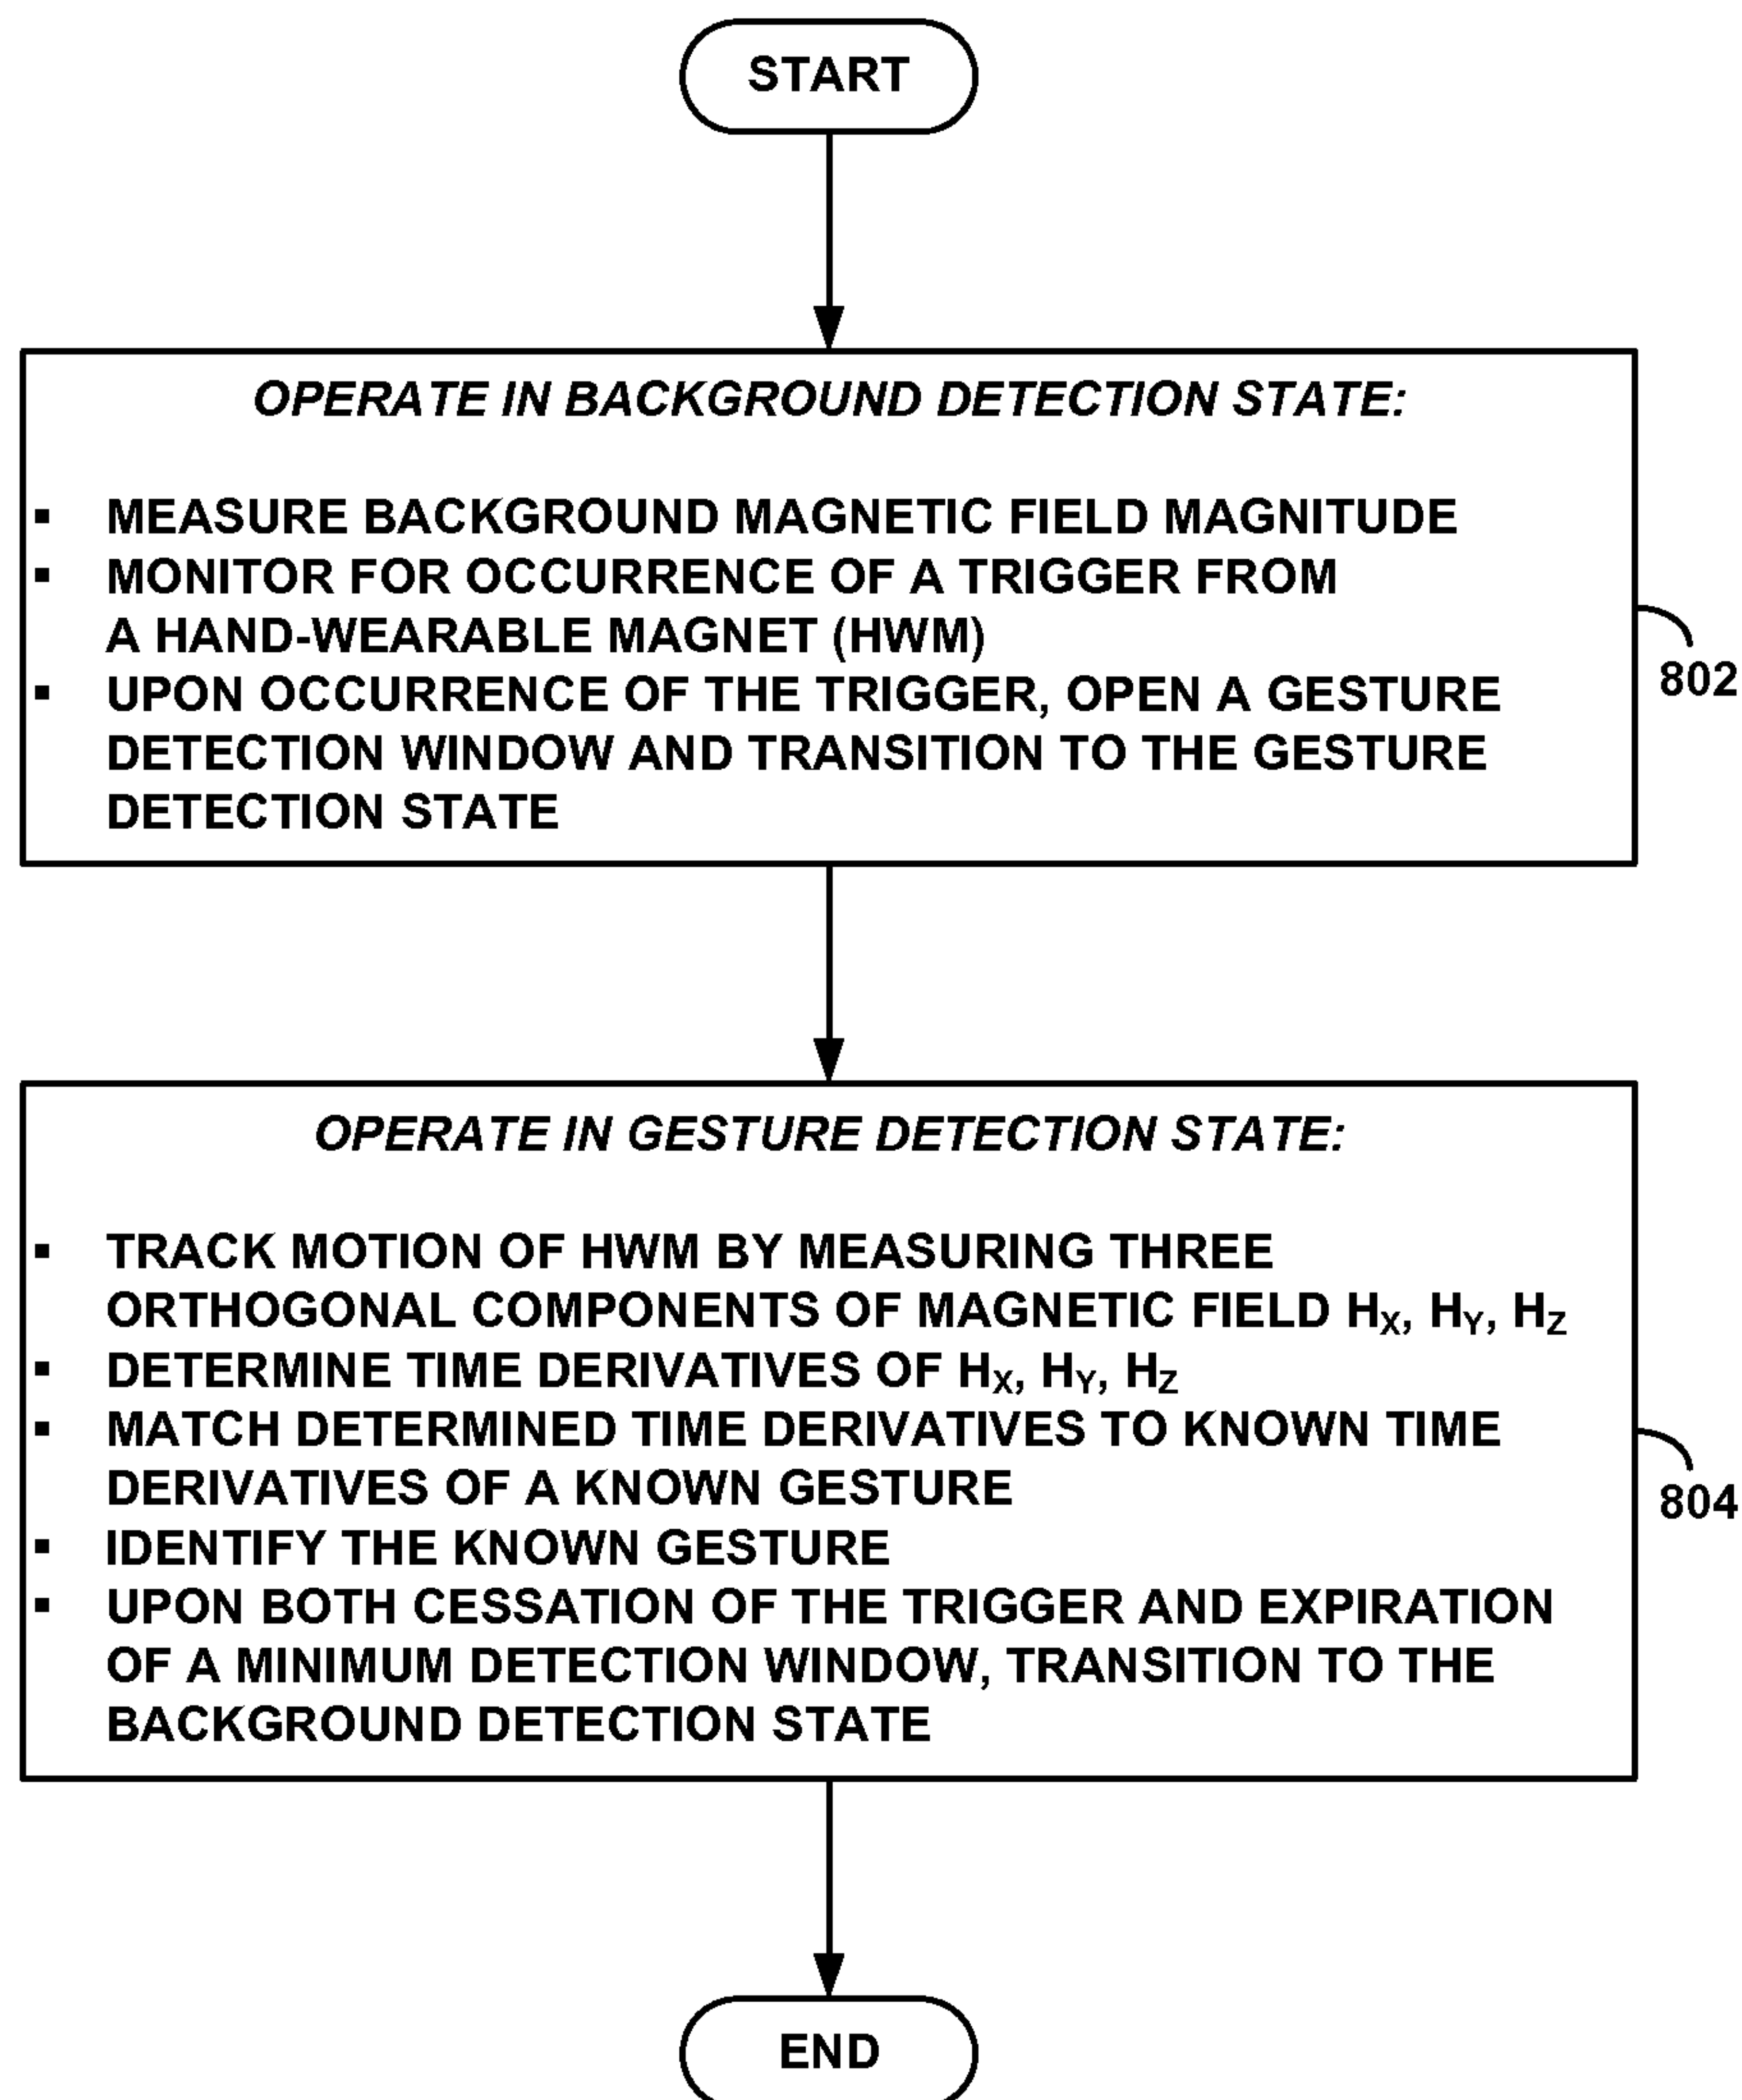 START
OPERATE IN BACKGROUND DETECTION STATE:
▪ MEASURE BACKGROUND MAGNETIC FIELD MAGNITUDE
▪ MONITOR FOR OCCURRENCE OF A TRIGGER FROM
A HAND-WEARABLE MAGNET (HWM)
▪ UPON OCCURRENCE OF THE TRIGGER, OPEN A GESTURE
DETECTION WINDOW AND TRANSITION TO THE GESTURE
DETECTION STATE
802
OPERATE IN GESTURE DETECTION STATE:
▪ TRACK MOTION OF HWM BY MEASURING THREE
ORTHOGONAL COMPONENTS OF MAGNETIC FIELD HX, HY, HZ
▪ DETERMINE TIME DERIVATIVES OF HX, HY, HZ
▪ MATCH DETERMINED TIME DERIVATIVES TO KNOWN TIME
DERIVATIVES OF A KNOWN GESTURE
▪ IDENTIFY THE KNOWN GESTURE
▪ UPON BOTH CESSATION OF THE TRIGGER AND EXPIRATION
OF A MINIMUM DETECTION WINDOW, TRANSITION TO THE
BACKGROUND DETECTION STATE
804
END